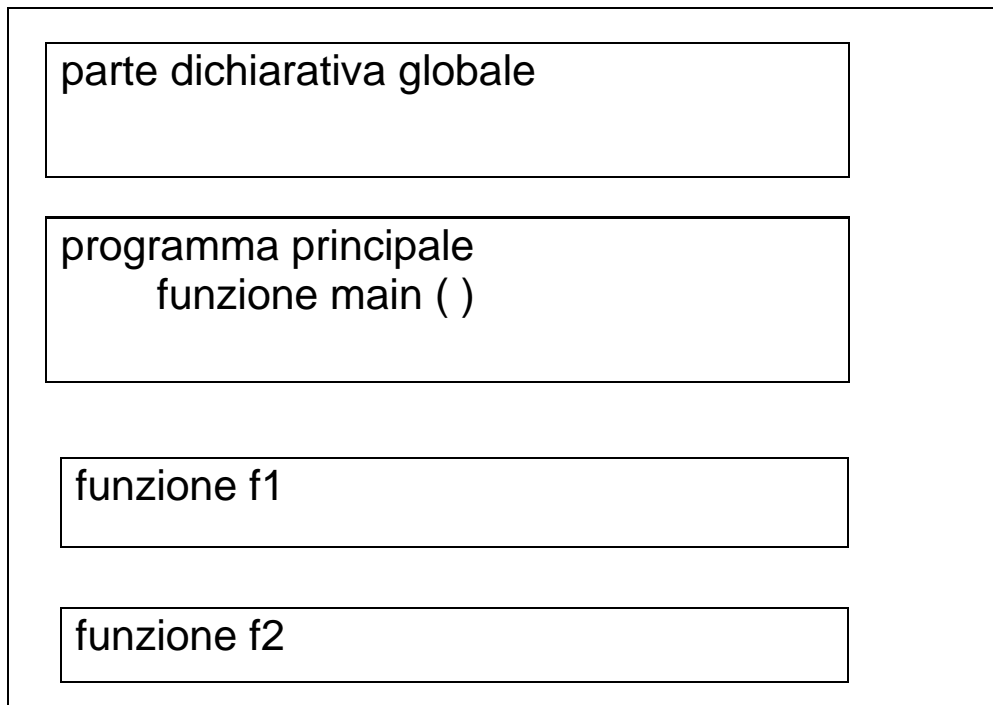 parte dichiarativa globale
programma principale
funzione main ( )
funzione f1
funzione f2